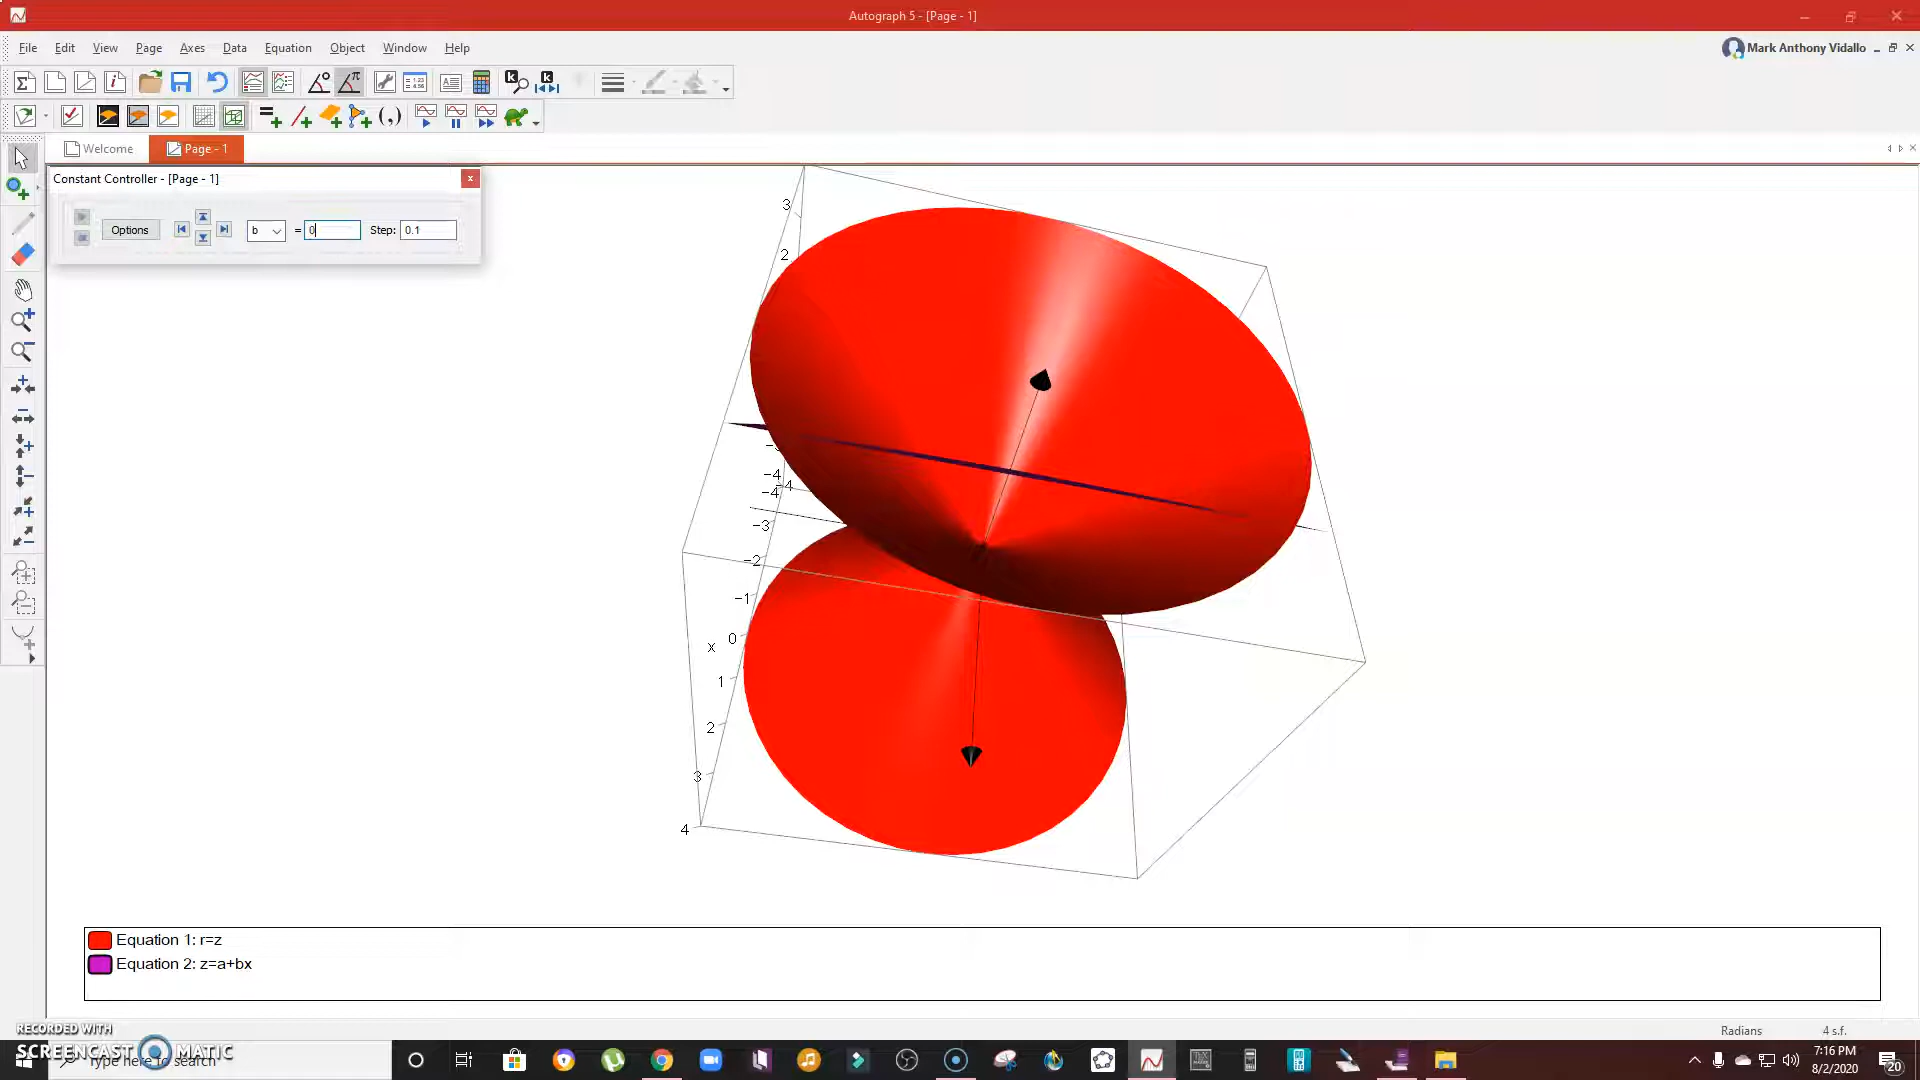 Autograph 5 - [Page - 1]
File Edit View Page Axes Data Equation Object Window Help
Mark Anthony Vidallo
Welcome
Page - 1
Constant Controller - [Page - 1]
Options
b
= 0
Step: 0.1
3
2
-4
-4
-4
-3
-2
-1
0
x
1
2
3
4
Equation 1: r=z
Equation 2: z=a+bx
Radians
4 s.f.
RECORDED WITH
SCREENCAST MATIC
Type here to search
7:16 PM
8/2/2020
20